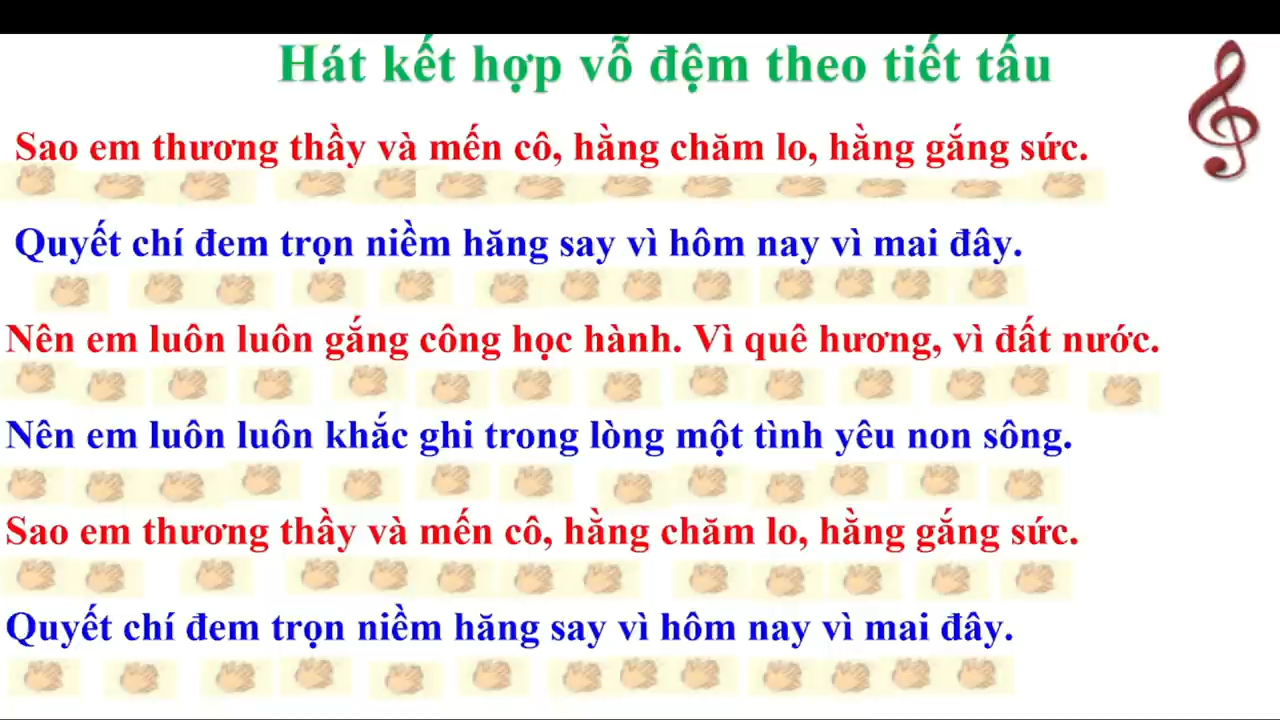 Hát kết hợp vỗ đệm theo tiết tấu
Sao em thương thầy và mến cô, hằng chăm lo, hằng gắng sức.
Quyết chí đem trọn niềm hăng say vì hôm nay vì mai đây.
Nên em luôn luôn gắng công học hành. Vì quê hương, vì đất nước.
Nên em luôn luôn khắc ghi trong lòng một tình yêu non sông.
Sao em thương thầy và mến cô, hằng chăm lo, hằng gắng sức.
Quyết chí đem trọn niềm hăng say vì hôm nay vì mai đây.